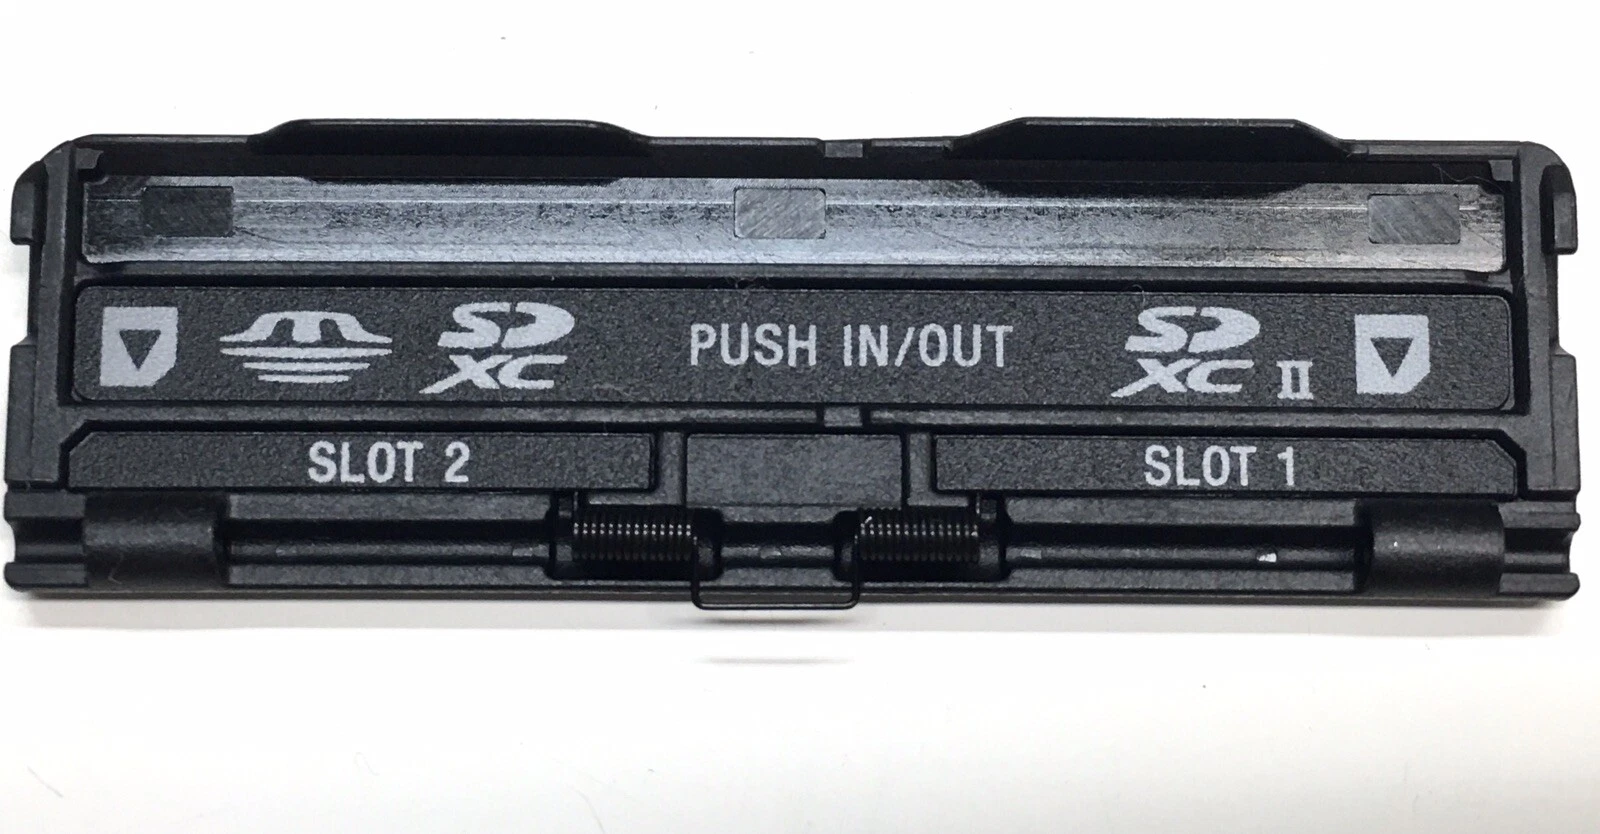 SD XC PUSH IN/OUT SD XC II
SLOT 2 SLOT 1